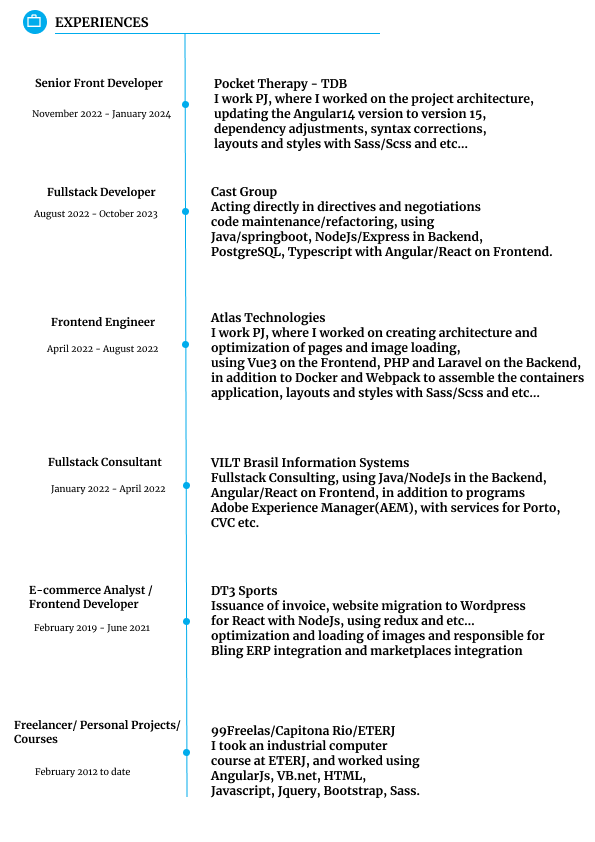 EXPERIENCES
Senior Front Developer
November 2022 - January 2024
Pocket Therapy - TDB
I work PJ, where I worked on the project architecture,
updating the Angular14 version to version 15,
dependency adjustments, syntax corrections,
layouts and styles with Sass/Scss and etc...
Fullstack Developer
August 2022 - October 2023
Cast Group
Acting directly in directives and negotiations
code maintenance/refactoring, using
Java/springboot, NodeJs/Express in Backend,
PostgreSQL, Typescript with Angular/React on Frontend.
Frontend Engineer
April 2022 - August 2022
Atlas Technologies
I work PJ, where I worked on creating architecture and
optimization of pages and image loading,
using Vue3 on the Frontend, PHP and Laravel on the Backend,
in addition to Docker and Webpack to assemble the containers
application, layouts and styles with Sass/Scss and etc...
Fullstack Consultant
January 2022 - April 2022
VILT Brasil Information Systems
Fullstack Consulting, using Java/NodeJs in the Backend,
Angular/React on Frontend, in addition to programs
Adobe Experience Manager(AEM), with services for Porto,
CVC etc.
E-commerce Analyst /
Frontend Developer
February 2019 - June 2021
DT3 Sports
Issuance of invoice, website migration to Wordpress
for React with NodeJs, using redux and etc...
optimization and loading of images and responsible for
Bling ERP integration and marketplaces integration
Freelancer/ Personal Projects/
Courses
February 2012 to date
99Freelas/Capitona Rio/ETERJ
I took an industrial computer
course at ETERJ, and worked using
AngularJs, VB.net, HTML,
Javascript, Jquery, Bootstrap, Sass.